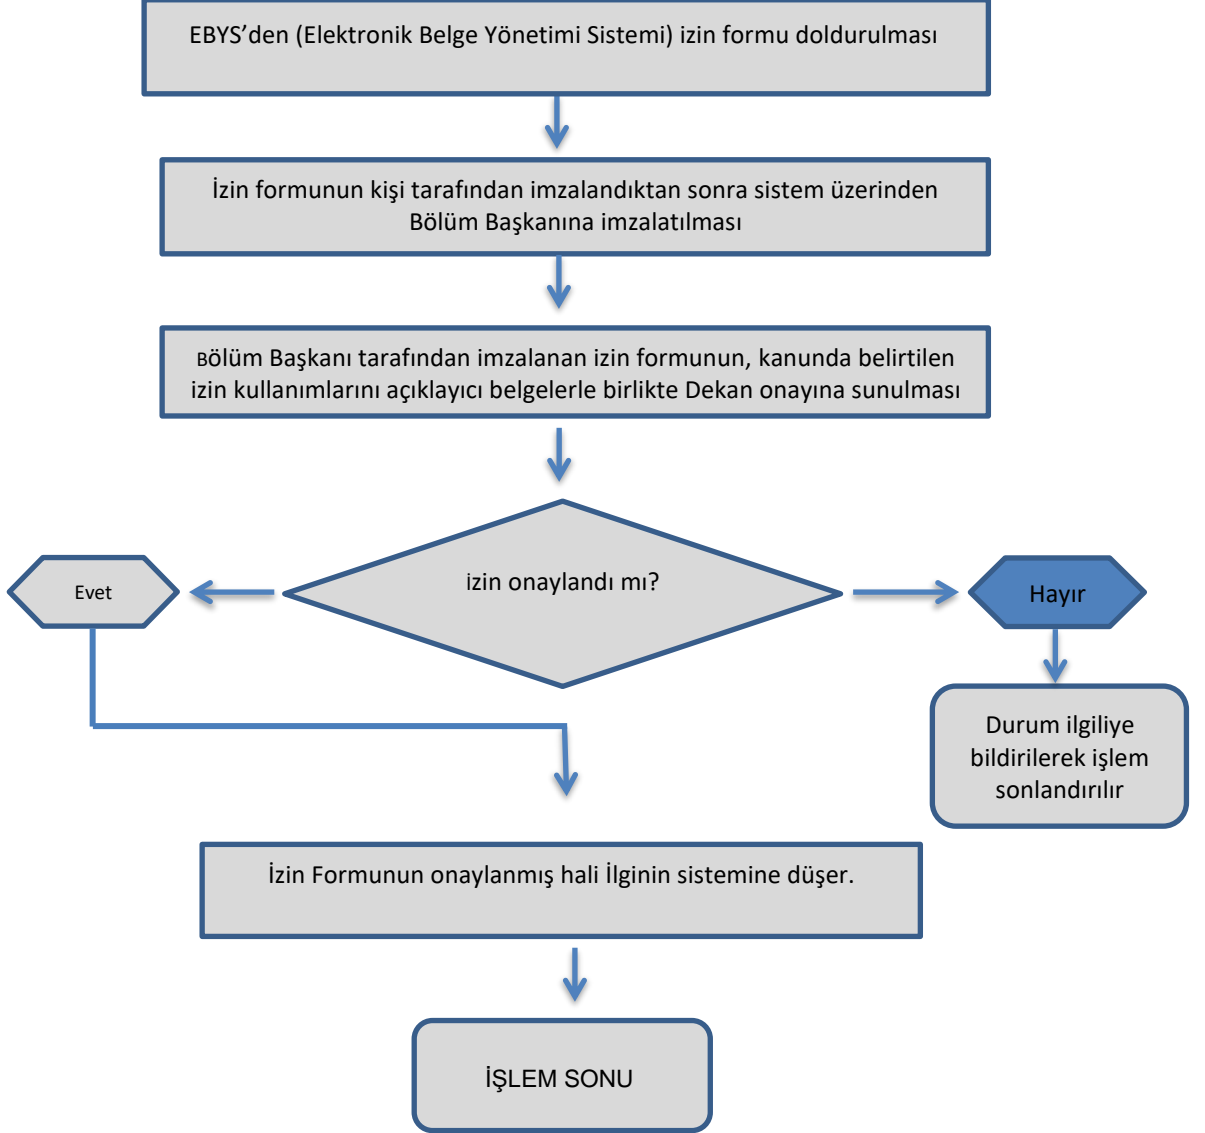 EBYS’den (Elektronik Belge Yönetimi Sistemi) izin formu doldurulması
İzin formunun kişi tarafından imzalandıktan sonra sistem üzerinden
Bölüm Başkanına imzalatılması
Bölüm Başkanı tarafından imzalanan izin formunun, kanunda belirtilen
izin kullanımlarını açıklayıcı belgelerle birlikte Dekan onayına sunulması
izin onaylandı mı?
Evet
Hayır
Durum ilgiliye
bildirilerek işlem
sonlandırılır
İzin Formunun onaylanmış hali İlginin sistemine düşer.
İŞLEM SONU